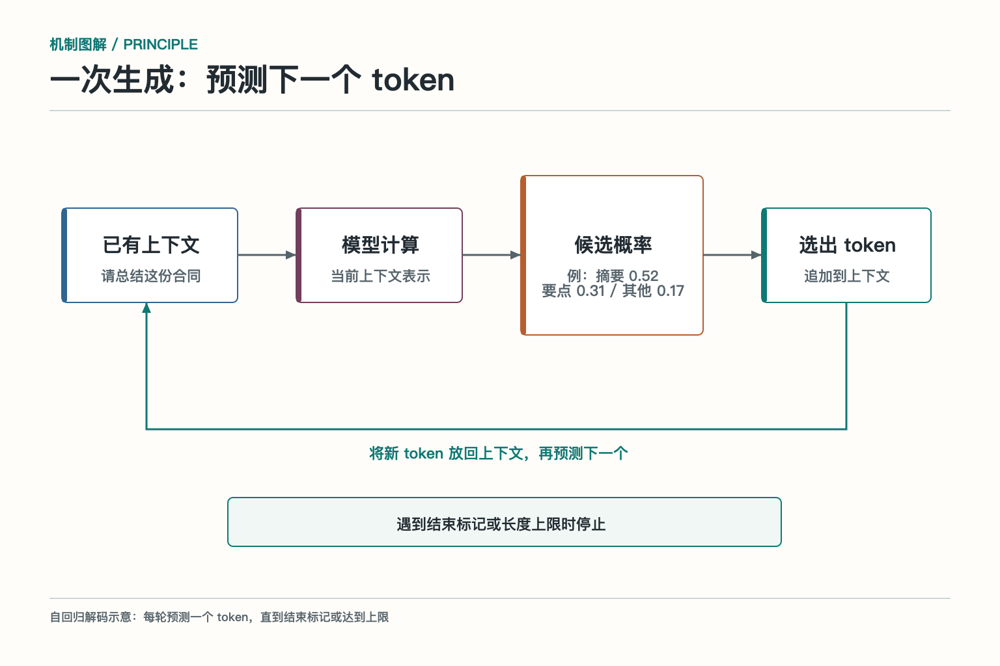 机制图解 / PRINCIPLE
一次生成：预测下一个 token
已有上下文
请总结这份合同
模型计算
当前上下文表示
候选概率
例：摘要 0.52
要点 0.31 / 其他 0.17
选出 token
追加到上下文
将新 token 放回上下文，再预测下一个
遇到结束标记或长度上限时停止
自回归解码示意：每轮预测一个 token，直到结束标记或达到上限